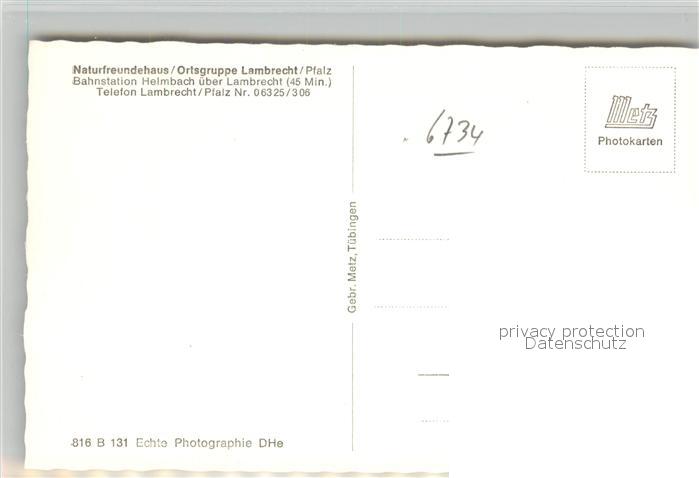 Naturfreundehaus/Ortsgruppe Lambrecht/Pfalz
Bahnstation Helmbach über Lambrecht (45 Min.)
Telefon Lambrecht/Pfalz Nr. 06325/306
6734
Metz
Photokarten
Gebr. Metz, Tübingen
privacy protection
Datenschutz
816 B 131 Echte Photographie DHe